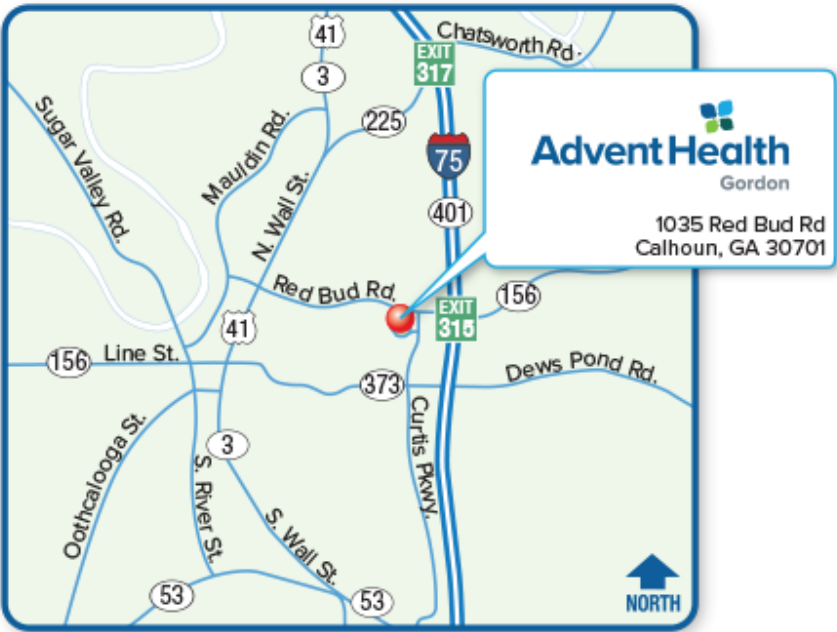 41
Chatsworth Rd.
EXIT
317
3
Sugar Valley Rd.
Mauldin Rd.
225
75
AdventHealth
Gordon
N. Wall St.
401
1035 Red Bud Rd
Calhoun, GA 30701
Red Bud Rd.
156
EXIT
315
41
156
Line St.
373
Dews Pond Rd.
Oothcalooga St.
3
Curtis Pkwy.
S. River St.
S. Wall St.
53
53
NORTH